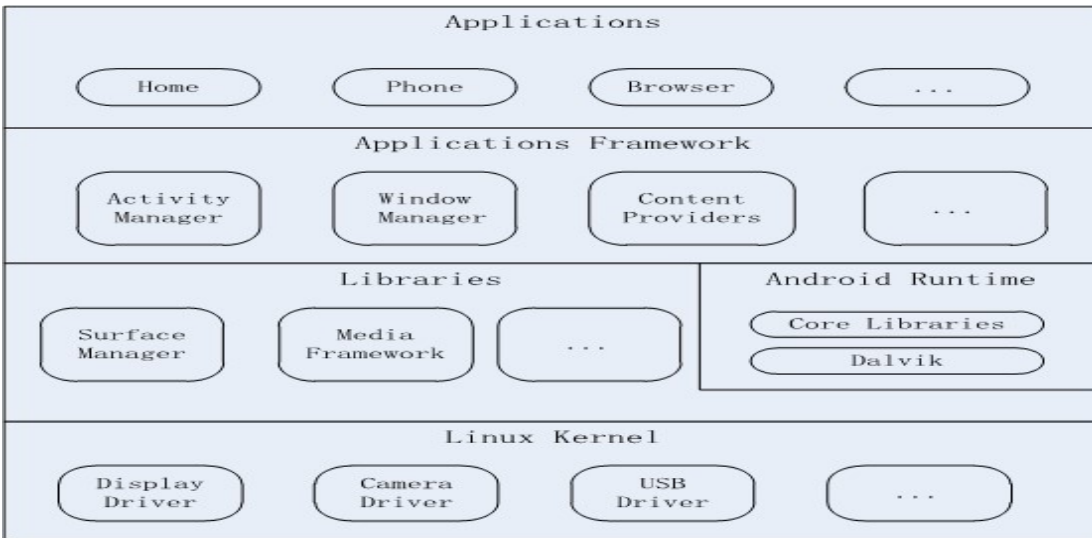 Applications
Home
Phone
Browser
...
Applications Framework
Activity
Manager
Window
Manager
Content
Providers
...
Libraries
Surface
Manager
Media
Framework
...
Android Runtime
Core Libraries
Dalvik
Linux Kernel
Display
Driver
Camera
Driver
USB
Driver
...